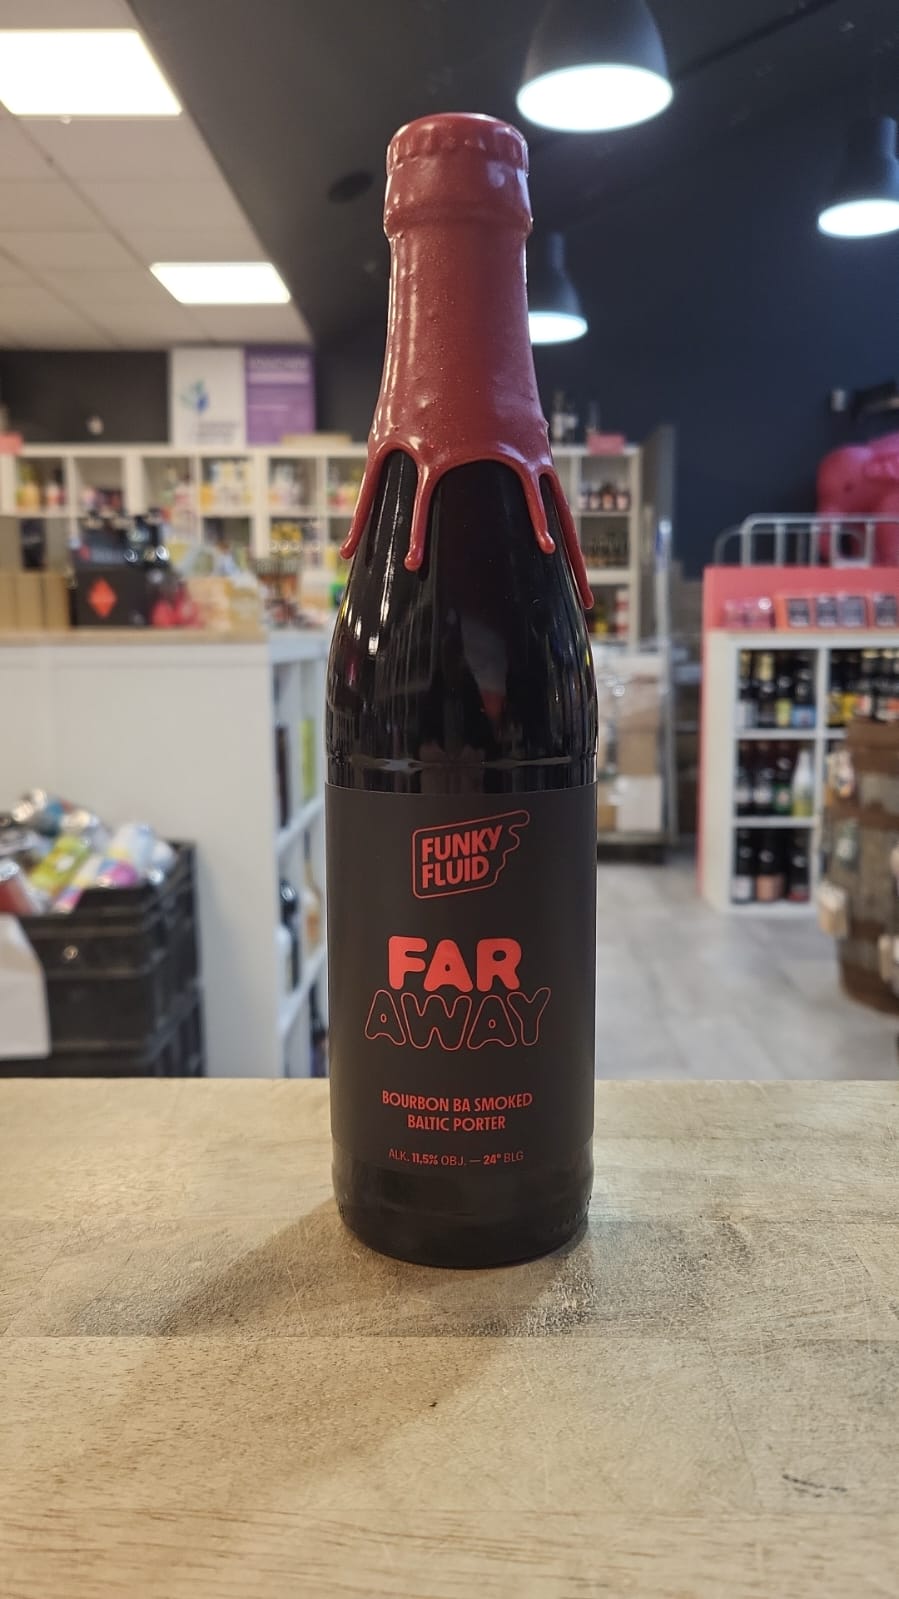 FUNKY
FLUID
FAR
AWAY
BOURBON BA SMOKED
BALTIC PORTER
ALK. 11,5% OBJ. — 24° BLG